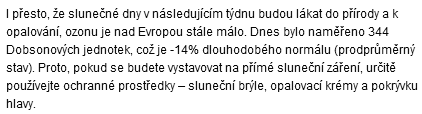 I přesto, že slunečné dny v následujícím týdnu budou lákat do přírody a k
opalování, ozonu je nad Evropou stále málo. Dnes bylo naměřeno 344
Dobsonových jednotek, což je -14% dlouhodobého normálu (prodprůměrný
stav). Proto, pokud se budete vystavovat na přímé sluneční záření, určitě
používejte ochranné prostředky – sluneční brýle, opalovací krémy a pokrývku
hlavy.